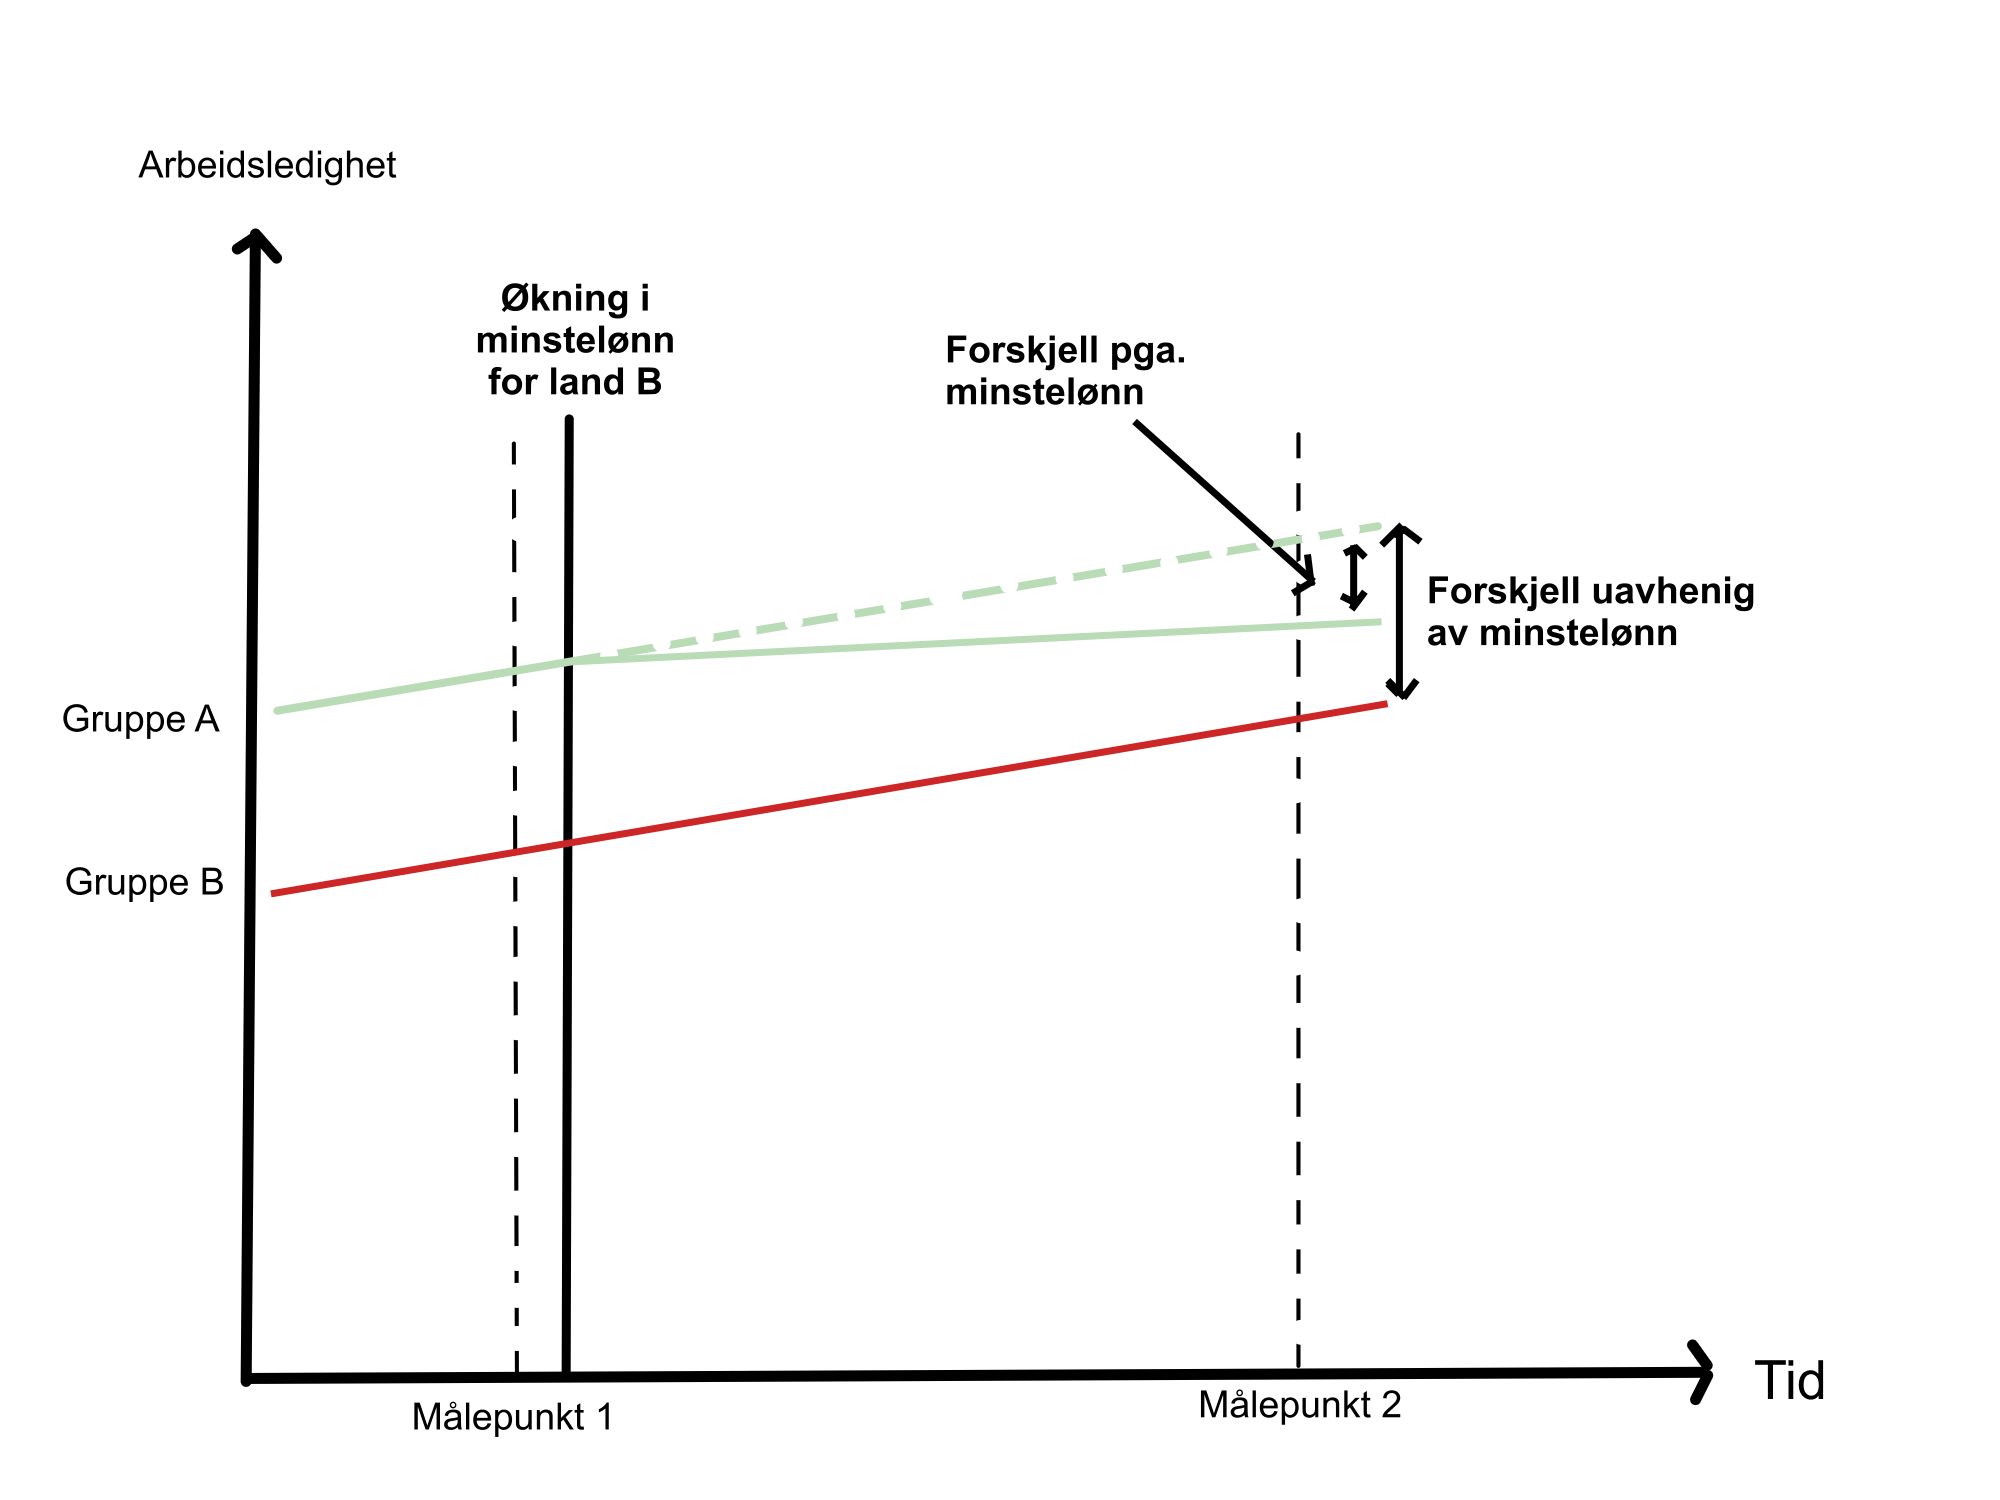 Arbeidsledighet
Økning i
minstelønn
for land B
Forskjell pga.
minstelønn
Forskjell uavhenig
av minstelønn
Gruppe A
Gruppe B
Målepunkt 1
Målepunkt 2
Tid